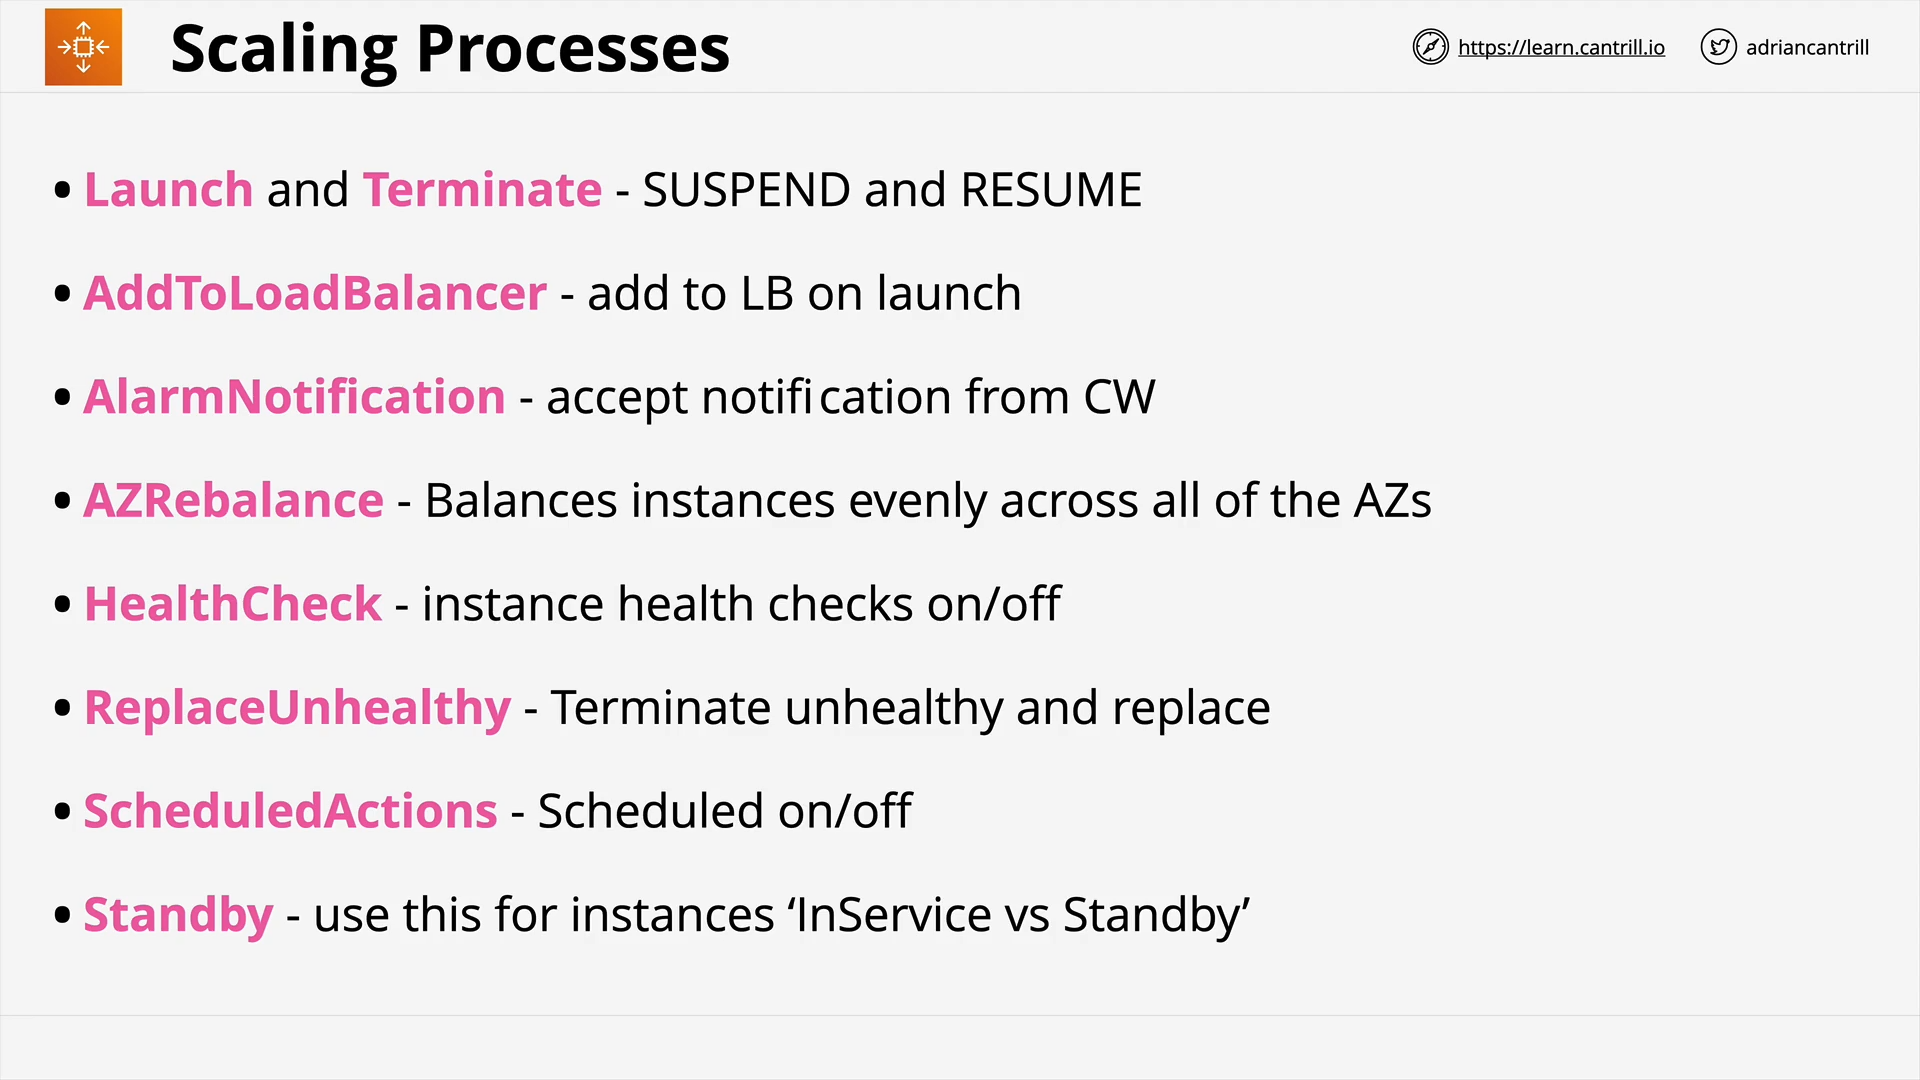 Scaling Processes
https://learn.cantrill.io
adriancantrill
• Launch and Terminate - SUSPEND and RESUME
• AddToLoadBalancer - add to LB on launch
• AlarmNotification - accept notification from CW
• AZRebalance - Balances instances evenly across all of the AZs
• HealthCheck - instance health checks on/off
• ReplaceUnhealthy - Terminate unhealthy and replace
• ScheduledActions - Scheduled on/off
• Standby - use this for instances ‘InService vs Standby’